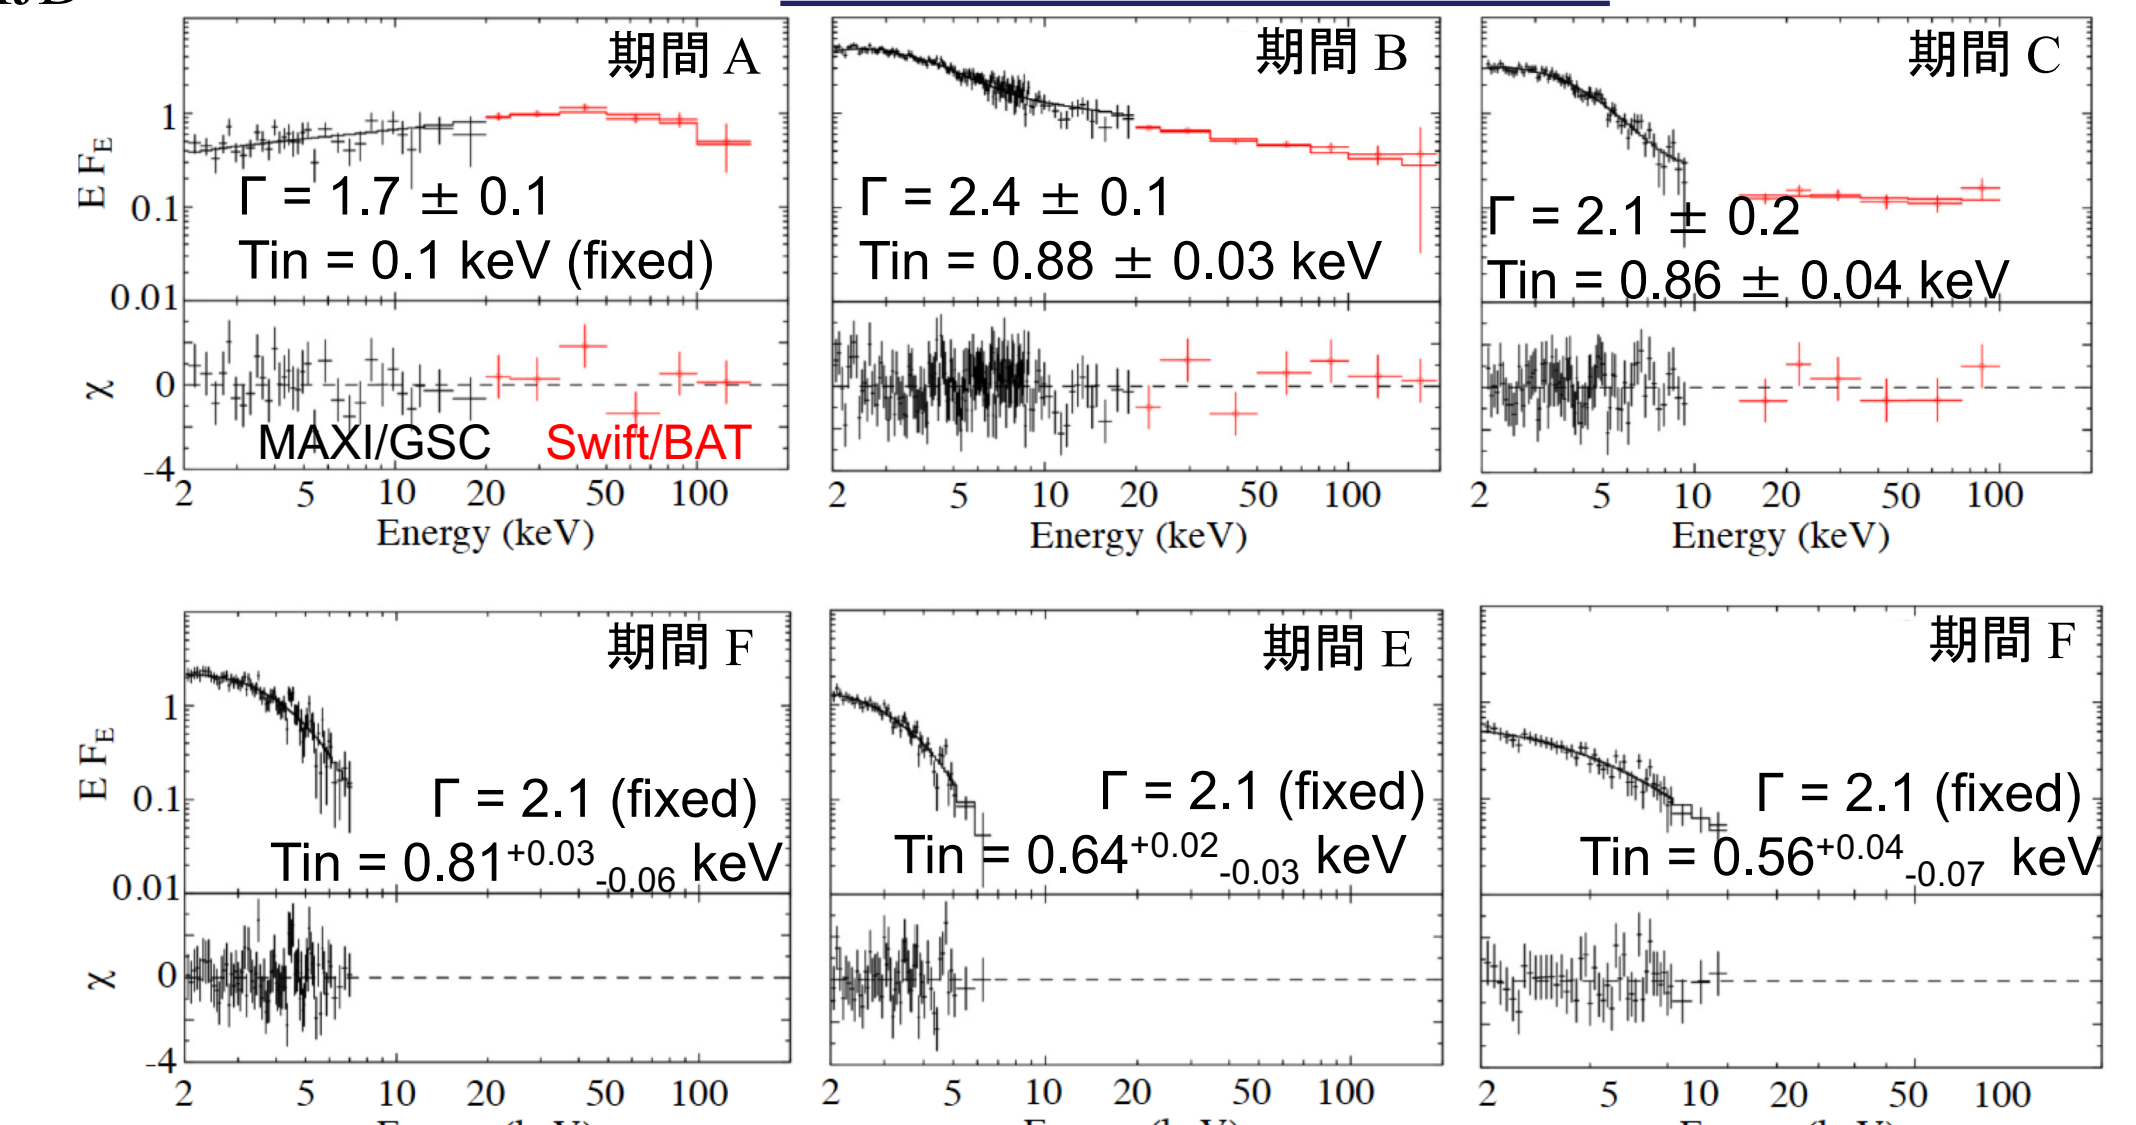 期間 A
1
0.1
0.01
E F_E
Γ = 1.7 ± 0.1
Tin = 0.1 keV (fixed)
χ
0
-4
MAXI/GSC Swift/BAT
2 5 10 20 50 100
Energy (keV)
期間 B
Γ = 2.4 ± 0.1
Tin = 0.88 ± 0.03 keV
2 5 10 20 50 100
Energy (keV)
期間 C
Γ = 2.1 ± 0.2
Tin = 0.86 ± 0.04 keV
2 5 10 20 50 100
Energy (keV)
期間 F
1
0.1
0.01
E F_E
Γ = 2.1 (fixed)
Tin = 0.81^{+0.03}_{-0.06} keV
χ
0
-4
2 5 10 20 50 100
期間 E
Γ = 2.1 (fixed)
Tin = 0.64^{+0.02}_{-0.03} keV
2 5 10 20 50 100
期間 F
Γ = 2.1 (fixed)
Tin = 0.56^{+0.04}_{-0.07} keV
2 5 10 20 50 100